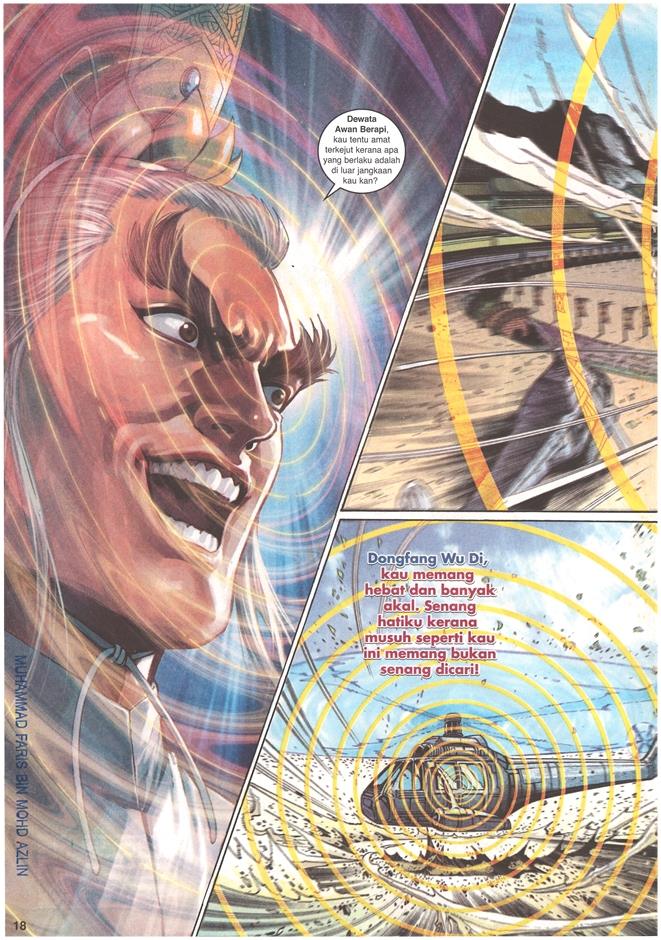 Dewata
Awan Berapi,
kau tentu amat
terkejut kerana apa
yang berlaku adalah
di luar jangkaan
kau kan?
Dongfang Wu Di,
kau memang
hebat dan banyak
akal. Senang
hatiku kerana
musuh seperti kau
ini memang bukan
senang dicari!
MUHAMMAD FARIS BIN MOHD AZLIN
18